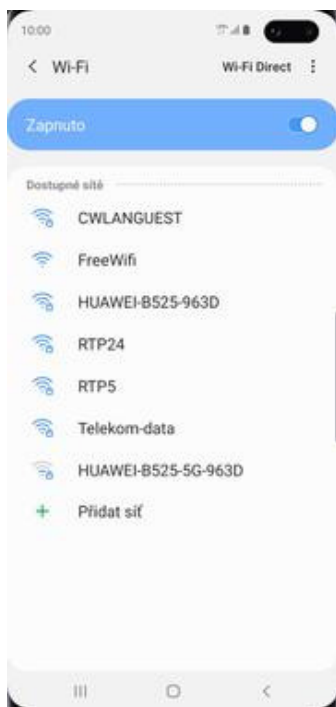 10:00
Wi-Fi
Wi-Fi Direct
Zapnuto
Dostupné sítě
CWLANGUEST
FreeWifi
HUAWEI-B525-963D
RTP24
RTP5
Telekom-data
HUAWEI-B525-5G-963D
Přidat síť